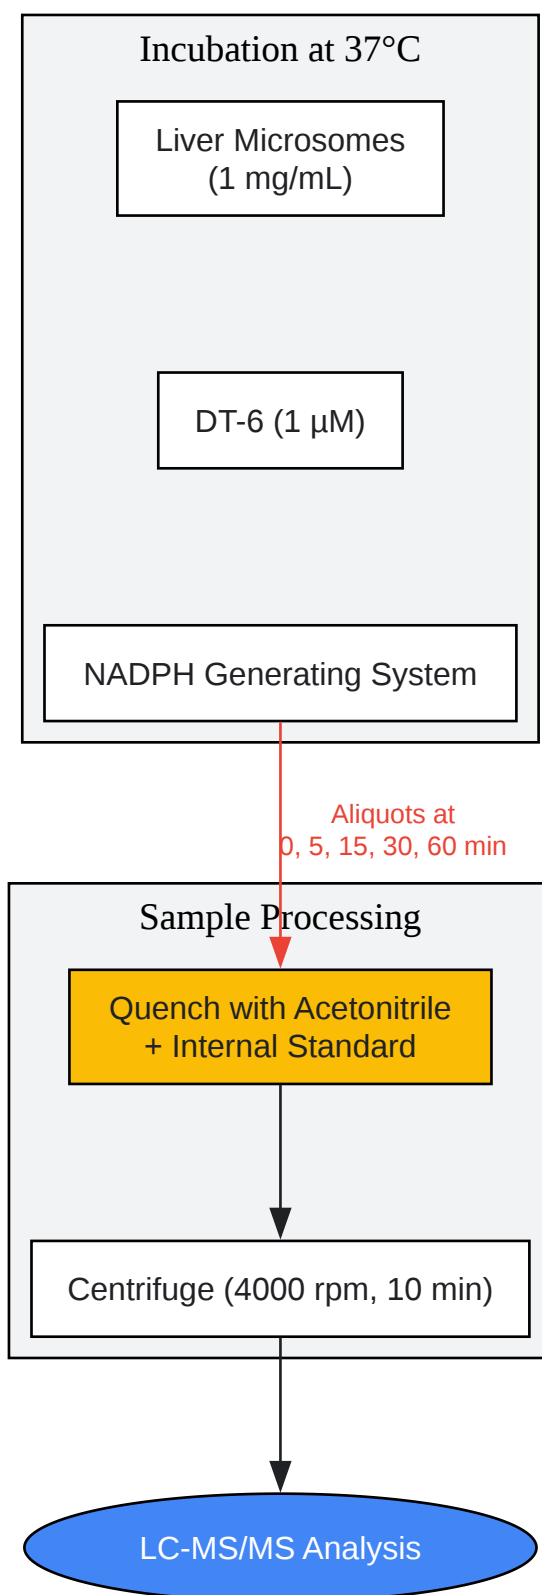 Incubation at 37°C
Liver Microsomes
(1 mg/mL)
DT-6 (1 µM)
NADPH Generating System
Aliquots at
0, 5, 15, 30, 60 min
Sample Processing
Quench with Acetonitrile
+ Internal Standard
Centrifuge (4000 rpm, 10 min)
LC-MS/MS Analysis